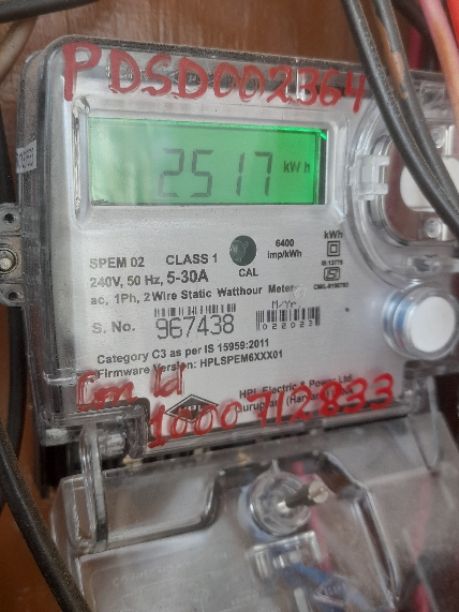 PDSD002364
2517 kWh
6400
imp/kWh
kWh
SPEM 02 CLASS 1
CAL
240V, 50 Hz, 5-30A
ac, 1Ph, 2 Wire Static Watthour Meter
M/Yr
S. No. 967438
022023
Category C3 as per IS 15959:2011
Firmware Version: HPLSPEM6XXX01
HPL Electric & Power Ltd
1000712833